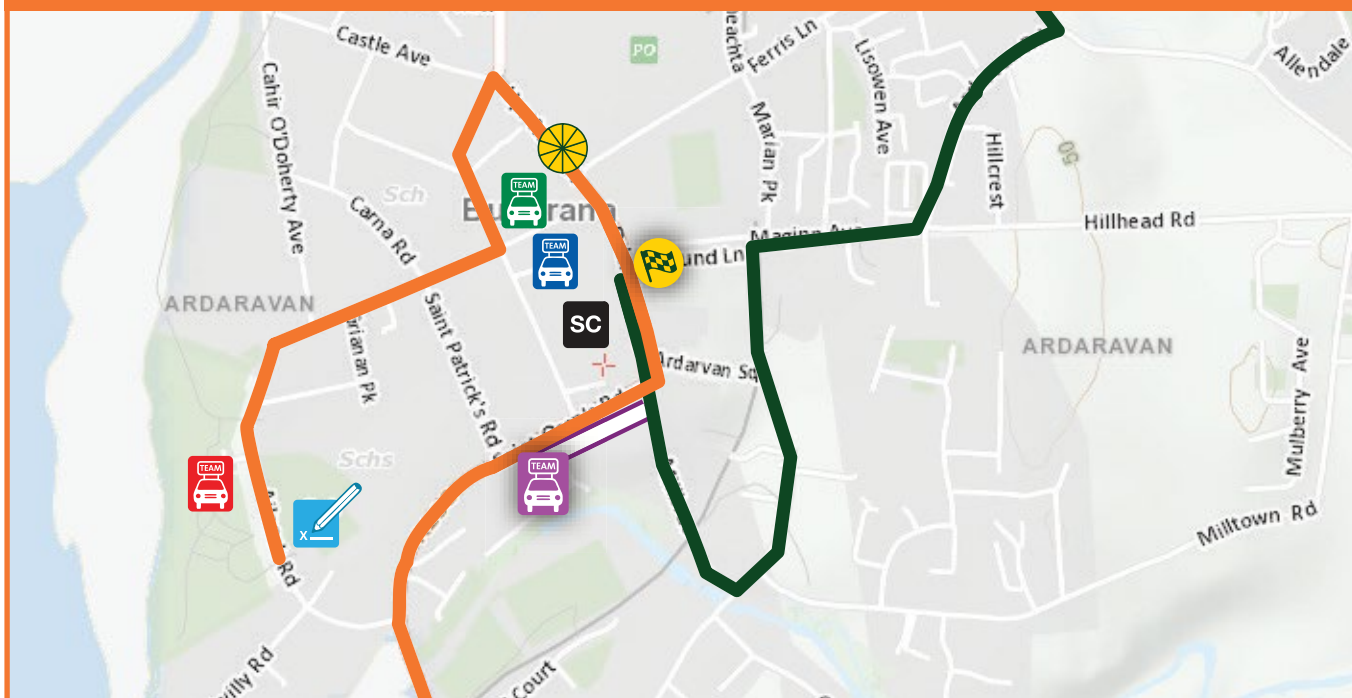 Castle Ave
PO
Ferris Ln
Lisowen Ave
Allendale
Cahir O'Doherty Ave
Marian Pk
Hillcrest
50
Sch
TEAM
Carna Rd
Hillhead Rd
TEAM
ARDARAVAN
SC
Saint Patrick's Rd
Ardarvan Sq
ARDARAVAN
Mulberry Ave
Schs
TEAM
TEAM
X
Milltown Rd
Rd
Court